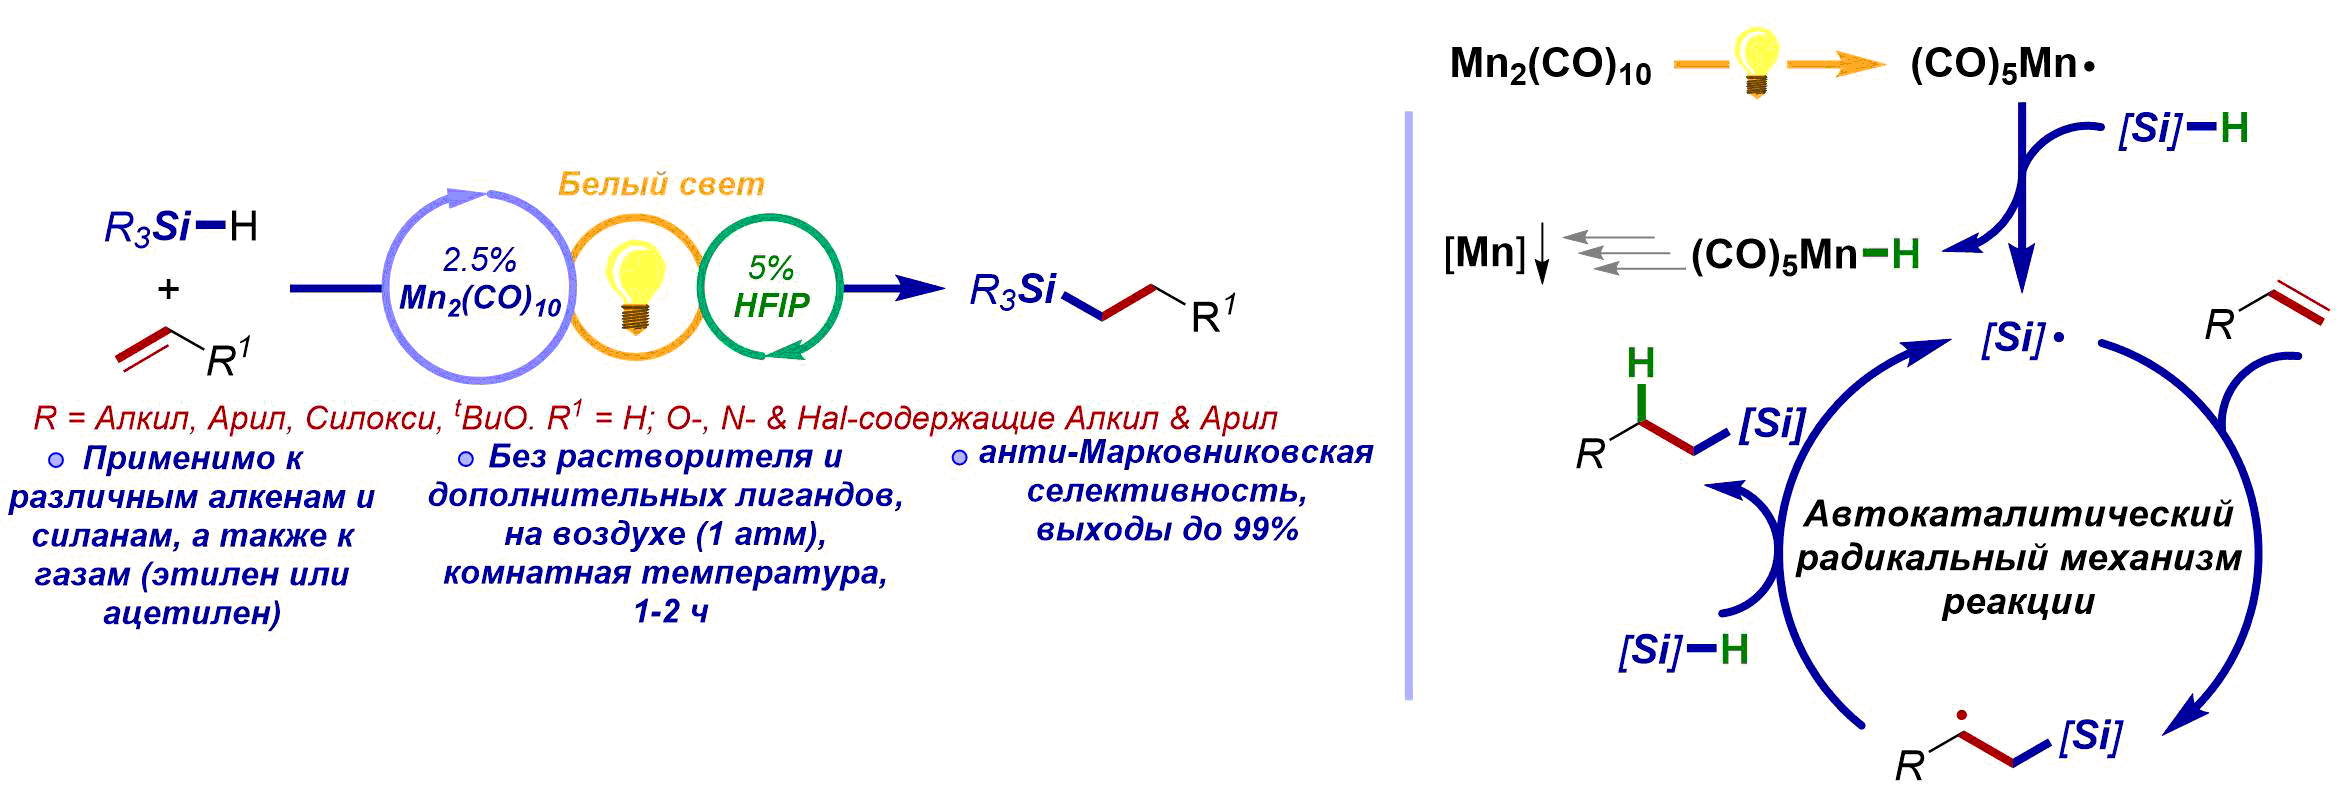 Белый свет
R₃Si–H
+
R¹
2.5%
Mn₂(CO)₁₀
5%
HFIP
R₃Si
R¹
R = Алкил, Арил, Силокси, ᵗBuO. R¹ = H; O-, N- & Hal-содержащие Алкил & Арил
Применимо к
различным алкенам и
силанам, а также к
газам (этилен или
ацетилен)
Без растворителя и
дополнительных лигандов,
на воздухе (1 атм),
комнатная температура,
1-2 ч
анти-Марковниковская
селективность,
выходы до 99%
Mn₂(CO)₁₀
(CO)₅Mn•
[Si]–H
[Mn]↓
(CO)₅Mn–H
[Si]•
R
H
[Si]
R
Автокаталитический
радикальный механизм
реакции
[Si]–H
[Si]
R